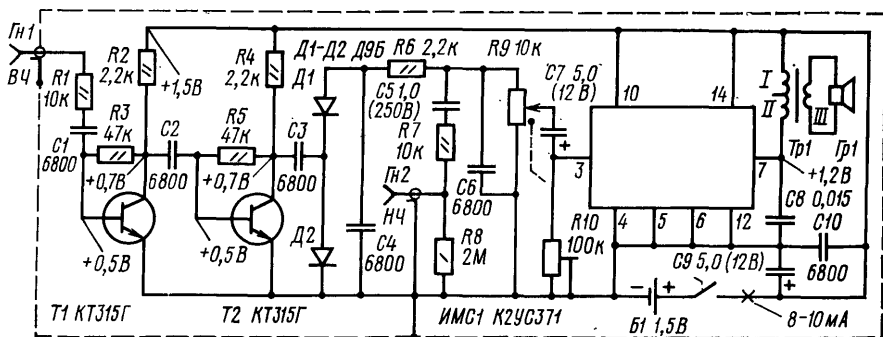 Гн1
ВЧ
R1
10к
C1
6800
R2
2,2к
R3
47к
+1,5В
C2
6800
+0,7В
+0,5В
T1 КТ315Г
R4
2,2к
R5
47к
C3
6800
+0,7В
+0,5В
T2 КТ315Г
Д1-Д2 Д9Б
Д1
Д2
R6 2,2к
C4
6800
C5 1,0
(250В)
R7
10к
Гн2
НЧ
R8
2М
C6
6800
R9 10к
C7 5,0
(12В)
+
R10
100к
ИМС1 К2УС371
10
14
3
7
4
5
6
12
I
II
III
Тр1
Гр1
+1,2В
C8 0,015
C10
6800
C9 5,0 (12В)
+
- +
Б1 1,5В
8-10мА